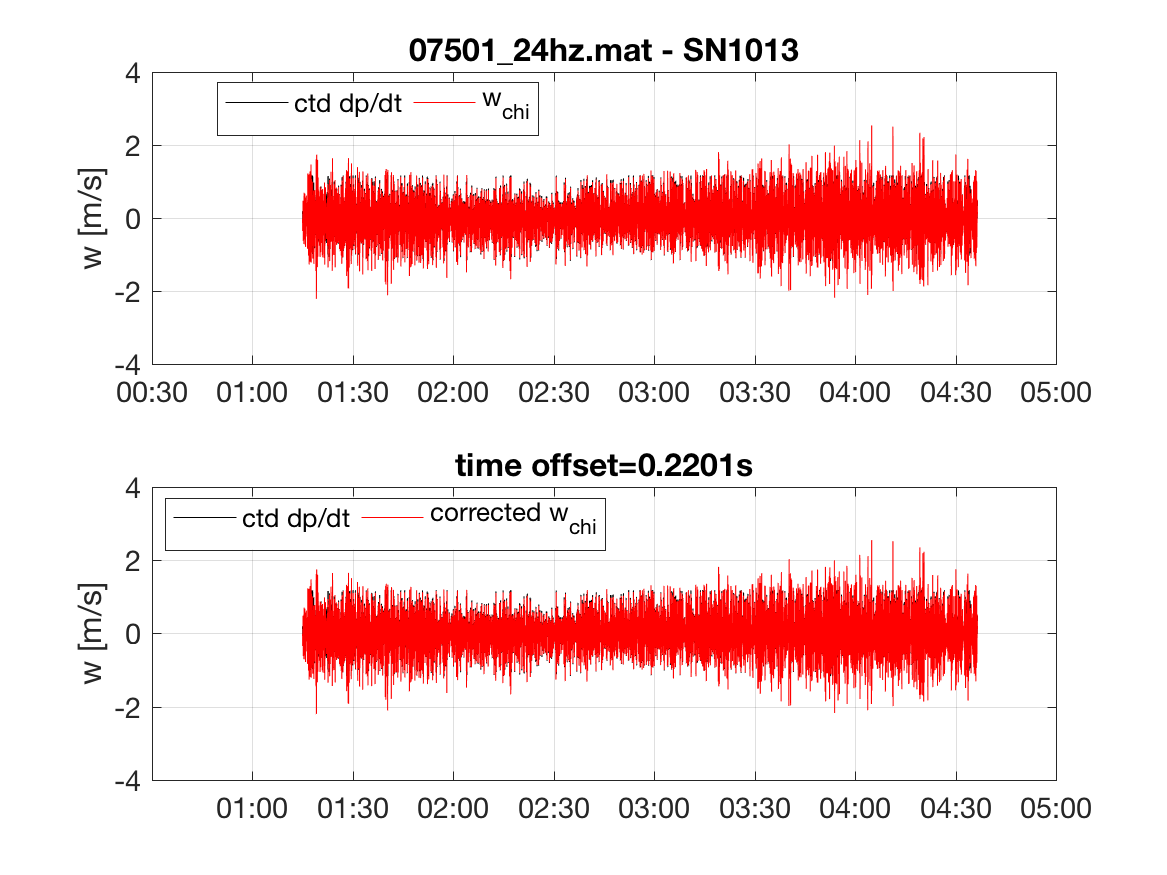 07501_24hz.mat - SN1013
ctd dp/dt w_chi
w [m/s]
4
2
0
-2
-4
00:30 01:00 01:30 02:00 02:30 03:00 03:30 04:00 04:30 05:00
time offset=0.2201s
ctd dp/dt corrected w_chi
w [m/s]
4
2
0
-2
-4
01:00 01:30 02:00 02:30 03:00 03:30 04:00 04:30 05:00